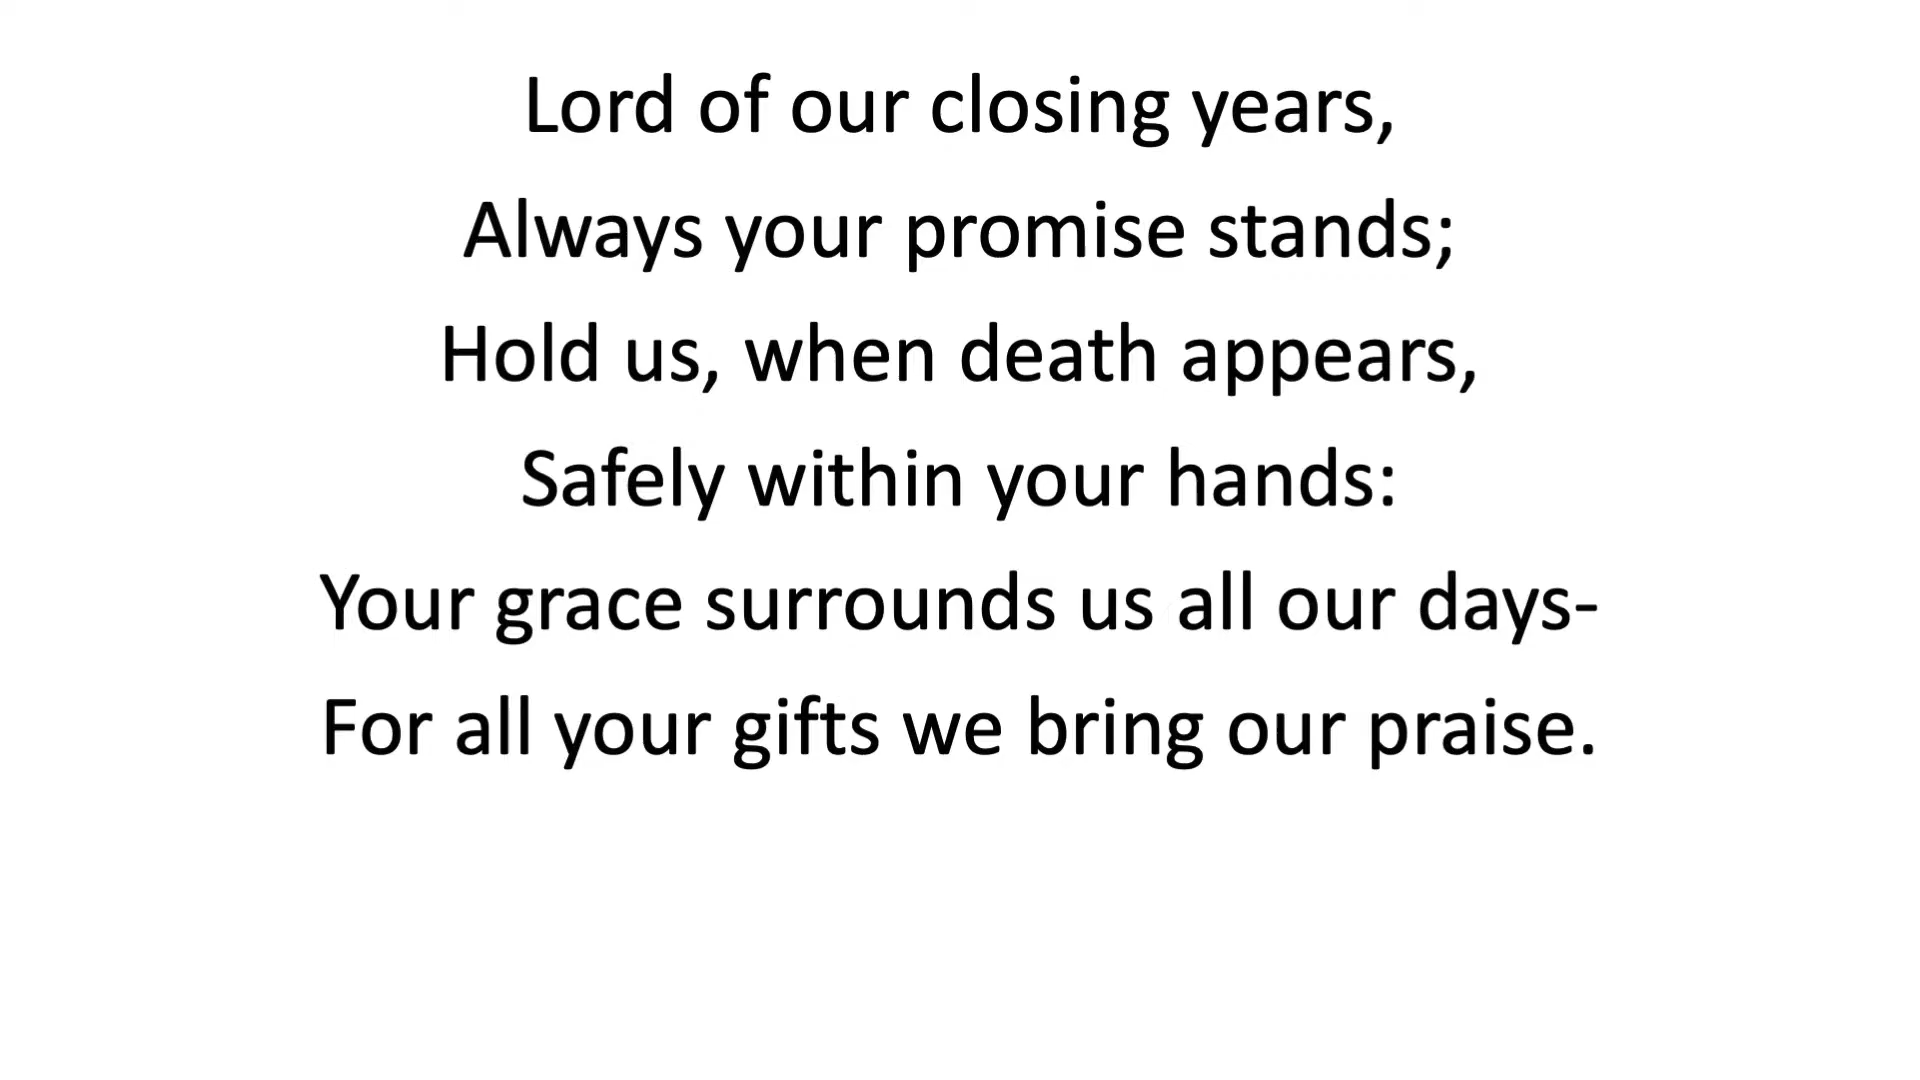 Lord of our closing years,
Always your promise stands;
Hold us, when death appears,
Safely within your hands:
Your grace surrounds us all our days-
For all your gifts we bring our praise.